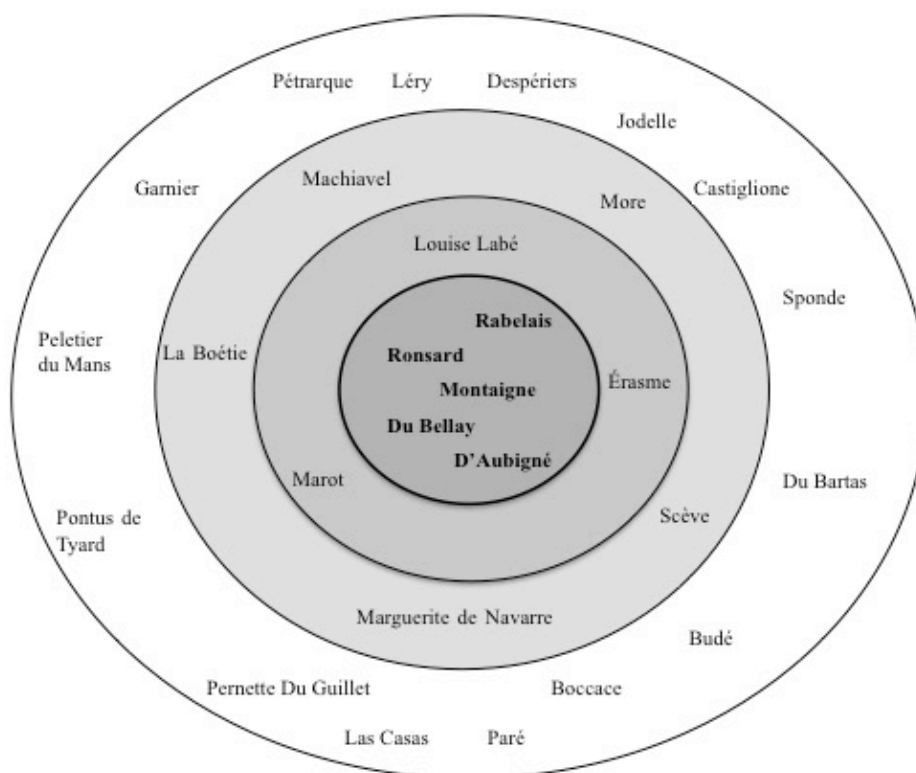 Pétrarque Léry Despériers
Jodelle
Machiavel
Garnier
Castiglione
More
Louise Labé
Sponde
Rabelais
Peletier
du Mans
La Boétie
Ronsard
Érasme
Montaigne
Du Bellay
D'Aubigné
Marot
Du Bartas
Pontus de
Tyard
Scève
Marguerite de Navarre
Budé
Pernette Du Guillet
Boccace
Las Casas
Paré